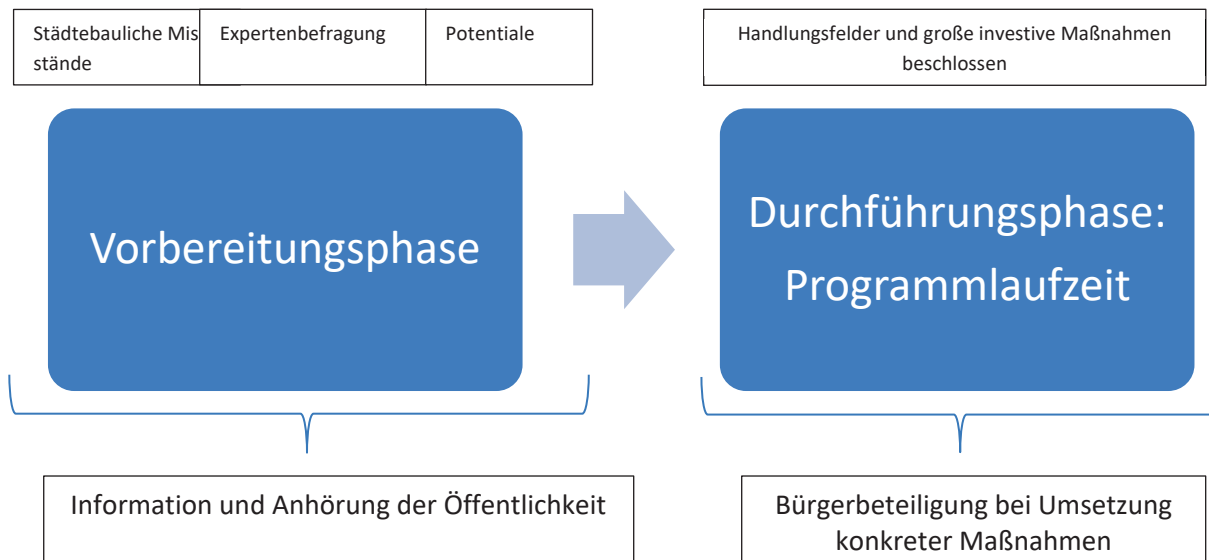 Städtebauliche Mis
stände
Expertenbefragung
Potentiale
Handlungsfelder und große investive Maßnahmen
beschlossen
Vorbereitungsphase
Durchführungsphase:
Programmlaufzeit
Information und Anhörung der Öffentlichkeit
Bürgerbeteiligung bei Umsetzung
konkreter Maßnahmen